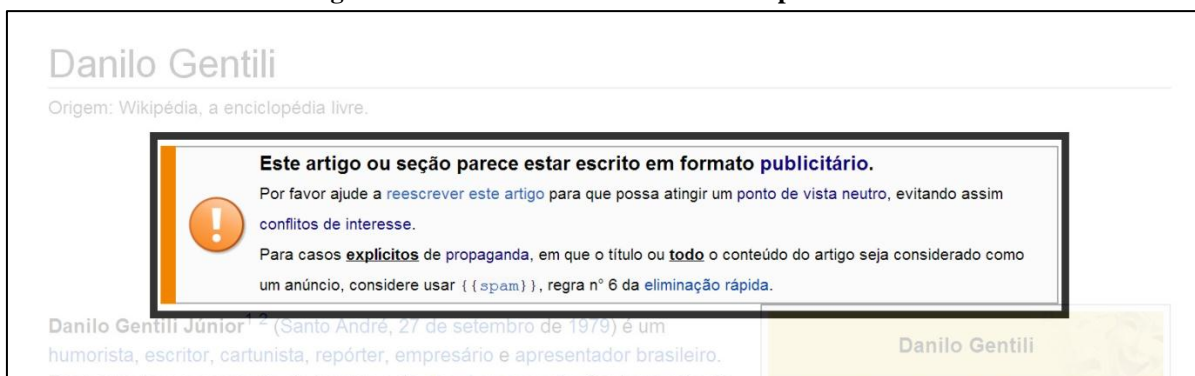 Danilo Gentili
Origem: Wikipédia, a enciclopédia livre.
Este artigo ou seção parece estar escrito em formato publicitário.
Por favor ajude a reescrever este artigo para que possa atingir um ponto de vista neutro, evitando assim
conflitos de interesse.
Para casos explícitos de propaganda, em que o título ou todo o conteúdo do artigo seja considerado como
um anúncio, considere usar {{spam}}, regra n° 6 da eliminação rápida.
Danilo Gentili Júnior1 2 (Santo André, 27 de setembro de 1979) é um
humorista, escritor, cartunista, repórter, empresário e apresentador brasileiro.
Danilo Gentili